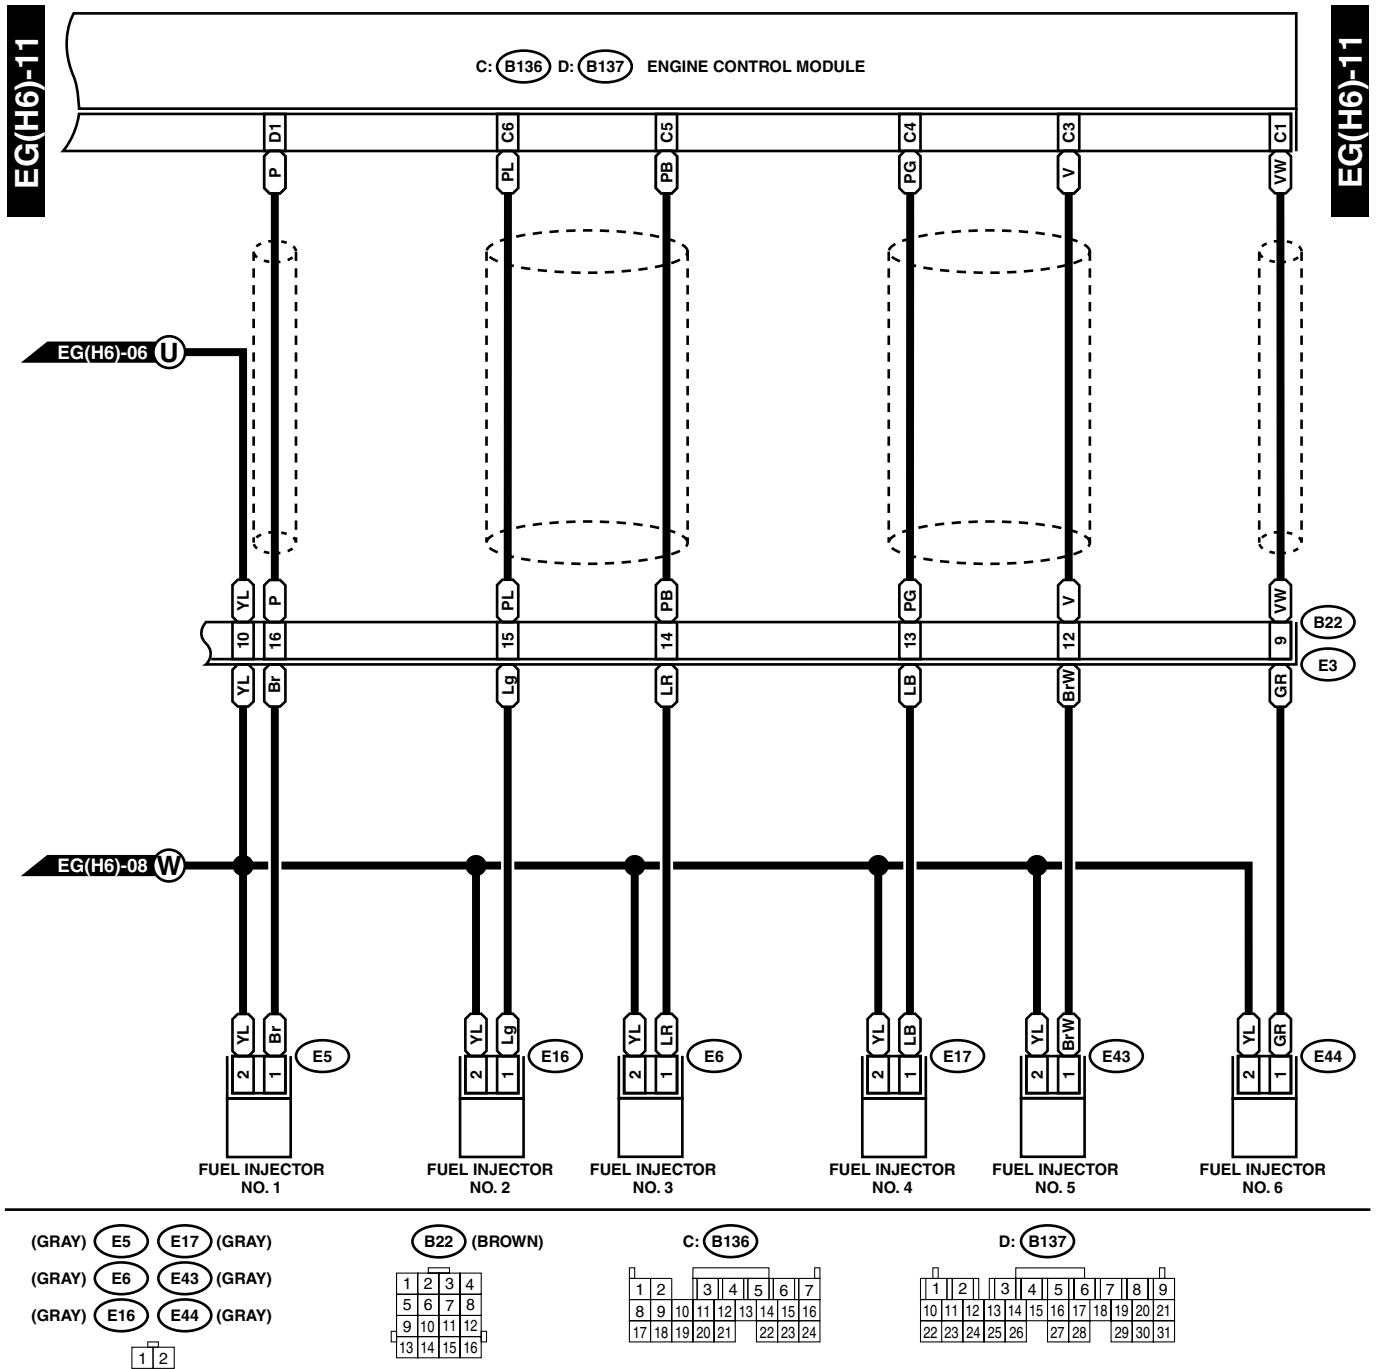 EG(H6)-11
EG(H6)-11
C: B136 D: B137 ENGINE CONTROL MODULE
D1 C6 C5 C4 C3 C1
P PL PB PG V VW
EG(H6)-06 U
YL P PL PB PG V VW
B22
10 16 15 14 13 12 9
E3
YL Br Lg LR LB BrW GR
EG(H6)-08 W
YL Br YL Lg YL LR YL LB YL BrW YL GR
E5 E16 E6 E17 E43 E44
2 1 2 1 2 1 2 1 2 1 2 1
FUEL INJECTOR NO. 1
FUEL INJECTOR NO. 2
FUEL INJECTOR NO. 3
FUEL INJECTOR NO. 4
FUEL INJECTOR NO. 5
FUEL INJECTOR NO. 6
(GRAY) E5 E17 (GRAY)
(GRAY) E6 E43 (GRAY)
(GRAY) E16 E44 (GRAY)
1 2
B22 (BROWN)
1 2 3 4
5 6 7 8
9 10 11 12
13 14 15 16
C: B136
1 2 3 4 5 6 7
8 9 10 11 12 13 14 15 16
17 18 19 20 21 22 23 24
D: B137
1 2 3 4 5 6 7 8 9
10 11 12 13 14 15 16 17 18 19 20 21
22 23 24 25 26 27 28 29 30 31